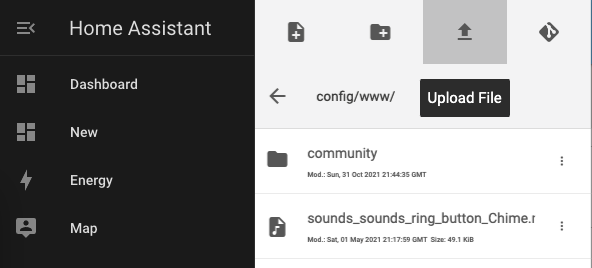 Home Assistant
Dashboard
New
Energy
Map
config/www/
Upload File
community
Mod.: Sun, 31 Oct 2021 21:44:35 GMT
sounds_sounds_ring_button_Chime.r
Mod.: Sat, 01 May 2021 21:17:59 GMT Size: 49.1 KiB